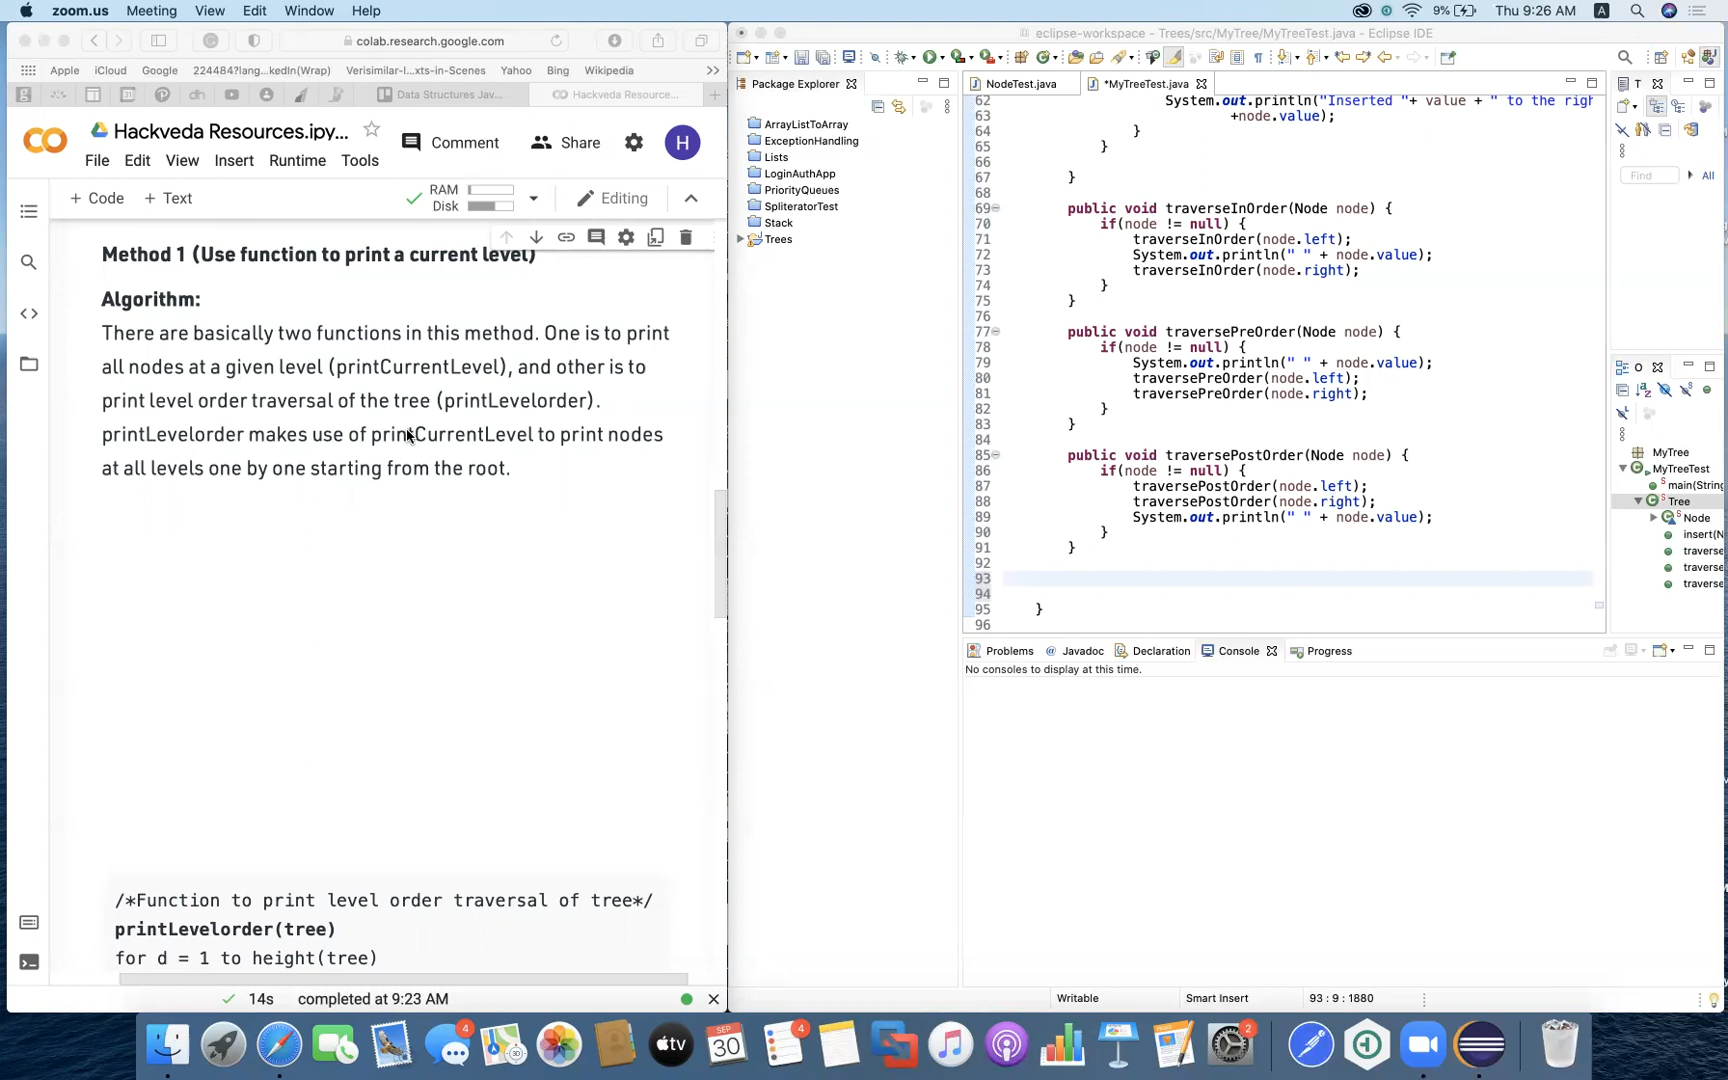 zoom.us Meeting View Edit Window Help
9% Thu 9:26 AM A
colab.research.google.com
Apple iCloud Google 224484?lang...kedIn(Wrap) Verisimilar-I...xts-in-Scenes Yahoo Bing Wikipedia >>
Data Structures Jav... Hackveda Resource...
Hackveda Resources.ipy...
Comment Share H
File Edit View Insert Runtime Tools
+ Code + Text RAM Disk Editing
Method 1 (Use function to print a current level)
Algorithm:
There are basically two functions in this method. One is to print
all nodes at a given level (printCurrentLevel), and other is to
print level order traversal of the tree (printLevelorder).
printLevelorder makes use of printCurrentLevel to print nodes
at all levels one by one starting from the root.
/*Function to print level order traversal of tree*/
printLevelorder(tree)
for d = 1 to height(tree)
14s completed at 9:23 AM
eclipse-workspace - Trees/src/MyTree/MyTreeTest.java - Eclipse IDE
Package Explorer
ArrayListToArray
ExceptionHandling
Lists
LoginAuthApp
PriorityQueues
SpliteratorTest
Stack
Trees
NodeTest.java *MyTreeTest.java
62 System.out.println("Inserted "+ value + " to the righ
63 +node.value);
64 }
65 }
66
67 }
68
69 public void traverseInOrder(Node node) {
70 if(node != null) {
71 traverseInOrder(node.left);
72 System.out.println(" " + node.value);
73 traverseInOrder(node.right);
74 }
75 }
76
77 public void traversePreOrder(Node node) {
78 if(node != null) {
79 System.out.println(" " + node.value);
80 traversePreOrder(node.left);
81 traversePreOrder(node.right);
82 }
83 }
84
85 public void traversePostOrder(Node node) {
86 if(node != null) {
87 traversePostOrder(node.left);
88 traversePostOrder(node.right);
89 System.out.println(" " + node.value);
90 }
91 }
92
93
94
95 }
96
T
Find All
O
MyTree
MyTreeTest
main(String
Tree
Node
insert(N
traverse
traverse
traverse
Problems @ Javadoc Declaration Console Progress
No consoles to display at this time.
Writable Smart Insert 93 : 9 : 1880
4 tv SEP 30 4 2